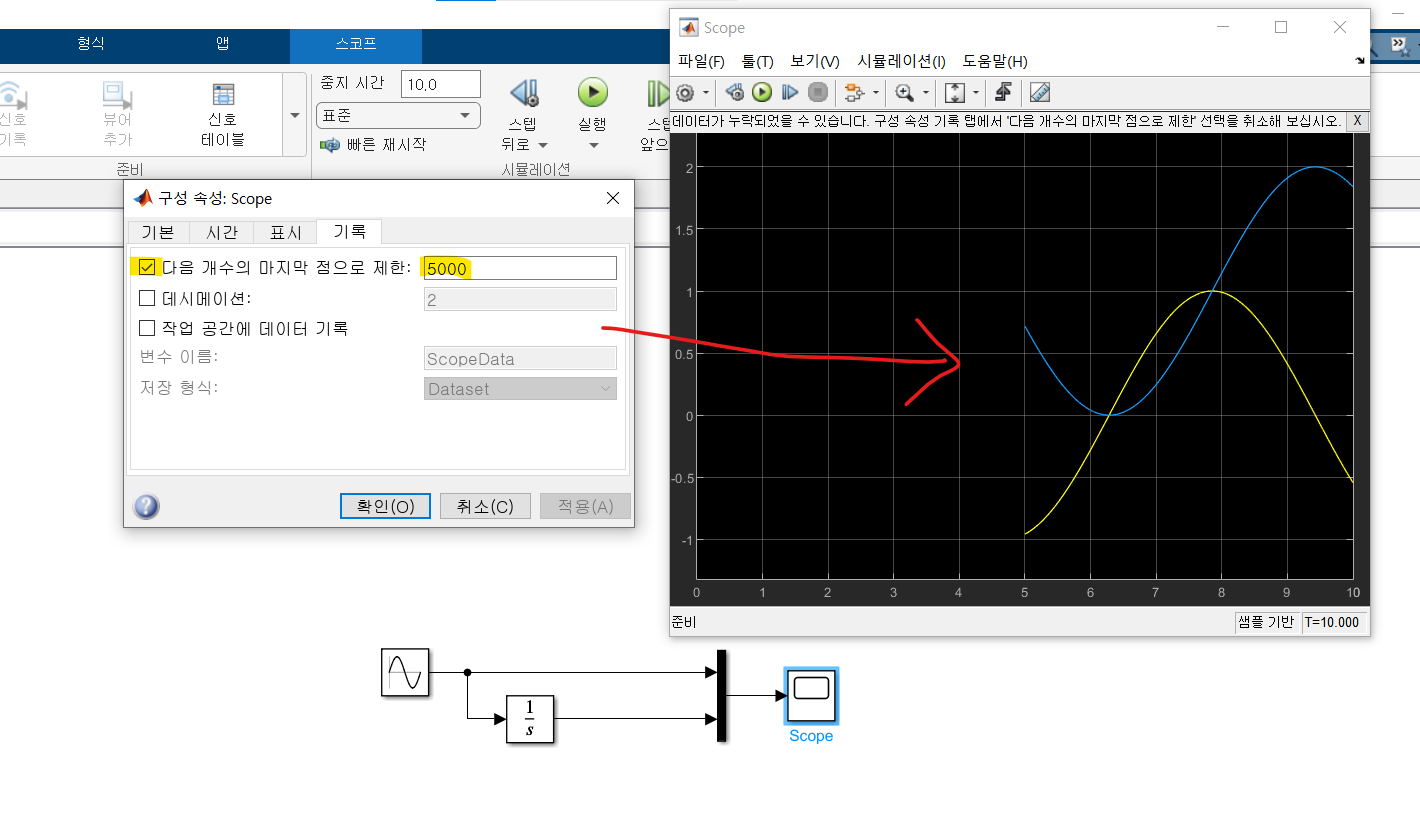 형식
앱
스코프
신호
기록
뷰어
추가
신호
테이블
준비
중지 시간 10.0
표준
빠른 재시작
스텝
뒤로
실행
스텝
앞으
시뮬레이션
구성 속성: Scope
기본 시간 표시 기록
다음 개수의 마지막 점으로 제한: 5000
데시메이션: 2
작업 공간에 데이터 기록
변수 이름: ScopeData
저장 형식: Dataset
확인(O) 취소(C) 적용(A)
Scope
파일(F) 툴(T) 보기(V) 시뮬레이션(I) 도움말(H)
데이터가 누락되었을 수 있습니다. 구성 속성 기록 탭에서 '다음 개수의 마지막 점으로 제한' 선택을 취소해 보십시오. X
2
1.5
1
0.5
0
-0.5
-1
0 1 2 3 4 5 6 7 8 9 10
준비 샘플 기반 T=10.000
1
s
Scope